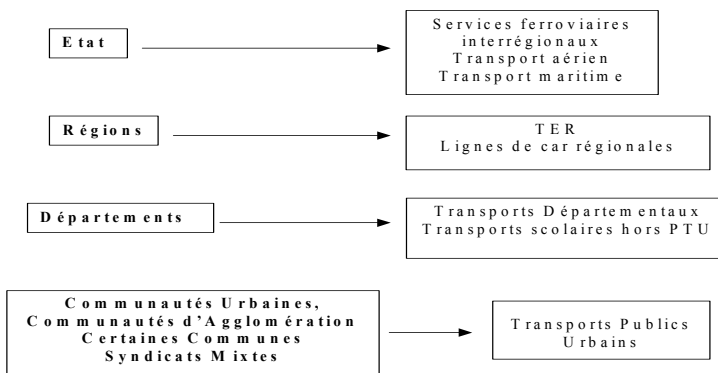 Etat
Services ferroviaires
interrégionaux
Transport aérien
Transport maritime
Régions
TER
Lignes de car régionales
Départements
Transports Départementaux
Transports scolaires hors PTU
Communautés Urbaines,
Communautés d'Agglomération
Certaines Communes
Syndicats Mixtes
Transports Publics
Urbains